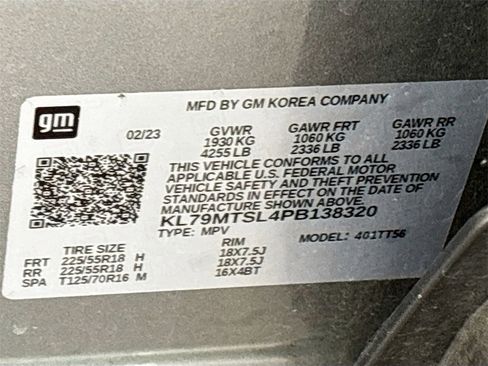 gm
MFD BY GM KOREA COMPANY
02/23
GVWR GAWR FRT GAWR RR
1930 KG 1060 KG 1060 KG
4255 LB 2336 LB 2336 LB
THIS VEHICLE CONFORMS TO ALL
APPLICABLE U.S. FEDERAL MOTOR
VEHICLE SAFETY AND THEFT PREVENTION
STANDARDS IN EFFECT ON THE DATE OF
MANUFACTURE SHOWN ABOVE.
KL79MTSL4PB138320
TYPE: MPV MODEL: 401TT56
TIRE SIZE RIM
FRT 225/55R18 H 18X7.5J
RR 225/55R18 H 18X7.5J
SPA T125/70R16 M 16X4BT